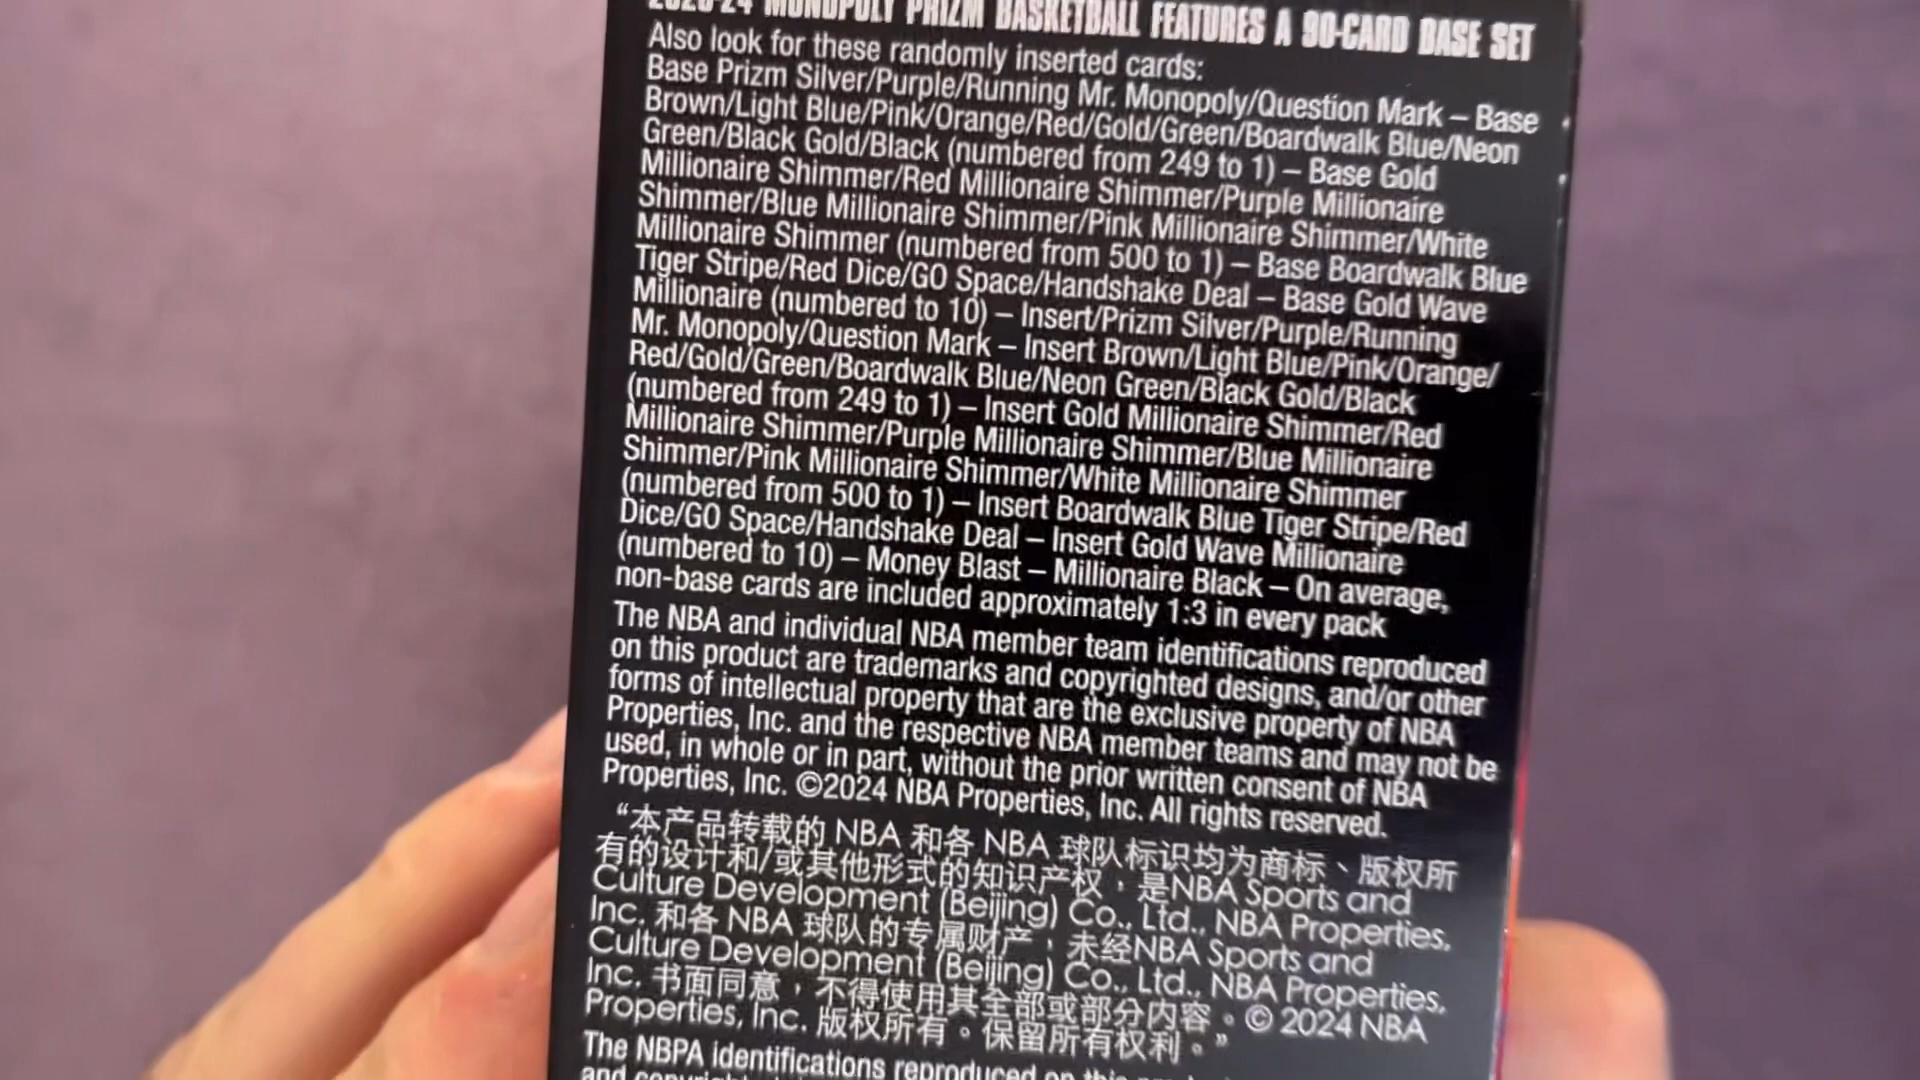 2023-24 MONOPOLY PRIZM BASKETBALL FEATURES A 90-CARD BASE SET
Also look for these randomly inserted cards:
Base Prizm Silver/Purple/Running Mr. Monopoly/Question Mark – Base
Brown/Light Blue/Pink/Orange/Red/Gold/Green/Boardwalk Blue/Neon
Green/Black Gold/Black (numbered from 249 to 1) – Base Gold
Millionaire Shimmer/Red Millionaire Shimmer/Purple Millionaire
Shimmer/Blue Millionaire Shimmer/Pink Millionaire Shimmer/White
Millionaire Shimmer (numbered from 500 to 1) – Base Boardwalk Blue
Tiger Stripe/Red Dice/GO Space/Handshake Deal – Base Gold Wave
Millionaire (numbered to 10) – Insert/Prizm Silver/Purple/Running
Mr. Monopoly/Question Mark – Insert Brown/Light Blue/Pink/Orange/
Red/Gold/Green/Boardwalk Blue/Neon Green/Black Gold/Black
(numbered from 249 to 1) – Insert Gold Millionaire Shimmer/Red
Millionaire Shimmer/Purple Millionaire Shimmer/Blue Millionaire
Shimmer/Pink Millionaire Shimmer/White Millionaire Shimmer
(numbered from 500 to 1) – Insert Boardwalk Blue Tiger Stripe/Red
Dice/GO Space/Handshake Deal – Insert Gold Wave Millionaire
(numbered to 10) – Money Blast – Millionaire Black – On average,
non-base cards are included approximately 1:3 in every pack
The NBA and individual NBA member team identifications reproduced
on this product are trademarks and copyrighted designs, and/or other
forms of intellectual property that are the exclusive property of NBA
Properties, Inc. and the respective NBA member teams and may not be
used, in whole or in part, without the prior written consent of NBA
Properties, Inc. ©2024 NBA Properties, Inc. All rights reserved.
“本产品转载的 NBA 和各 NBA 球队标识均为商标、版权所
有的设计和/或其他形式的知识产权，是NBA Sports and
Culture Development (Beijing) Co., Ltd., NBA Properties,
Inc. 和各 NBA 球队的专属财产，未经NBA Sports and
Culture Development (Beijing) Co., Ltd., NBA Properties,
Inc. 书面同意，不得使用其全部或部分内容。© 2024 NBA
Properties, Inc. 版权所有。保留所有权利。”
The NBPA identifications reproduced on this